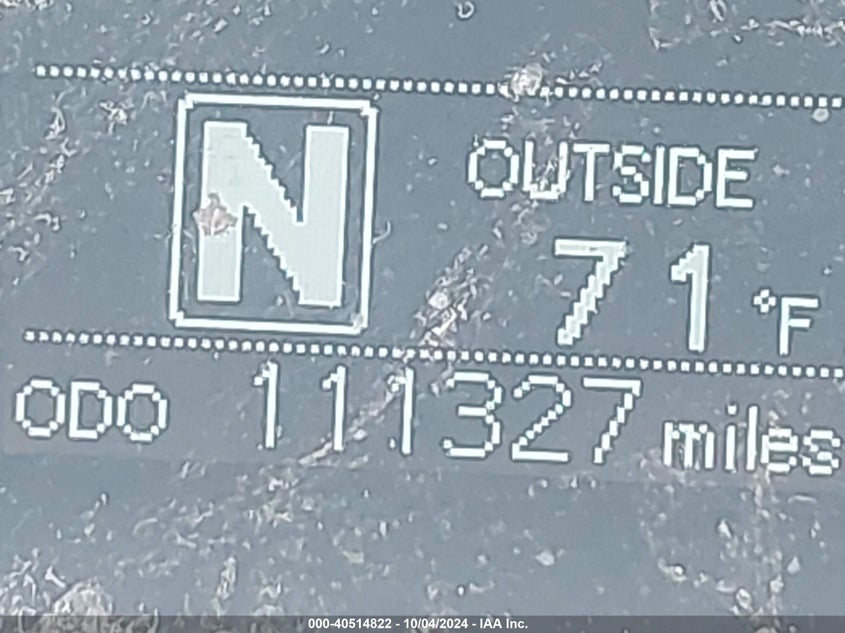 N
OUTSIDE
71 °F
ODO 111327 miles
000-40514822 - 10/04/2024 - IAA Inc.